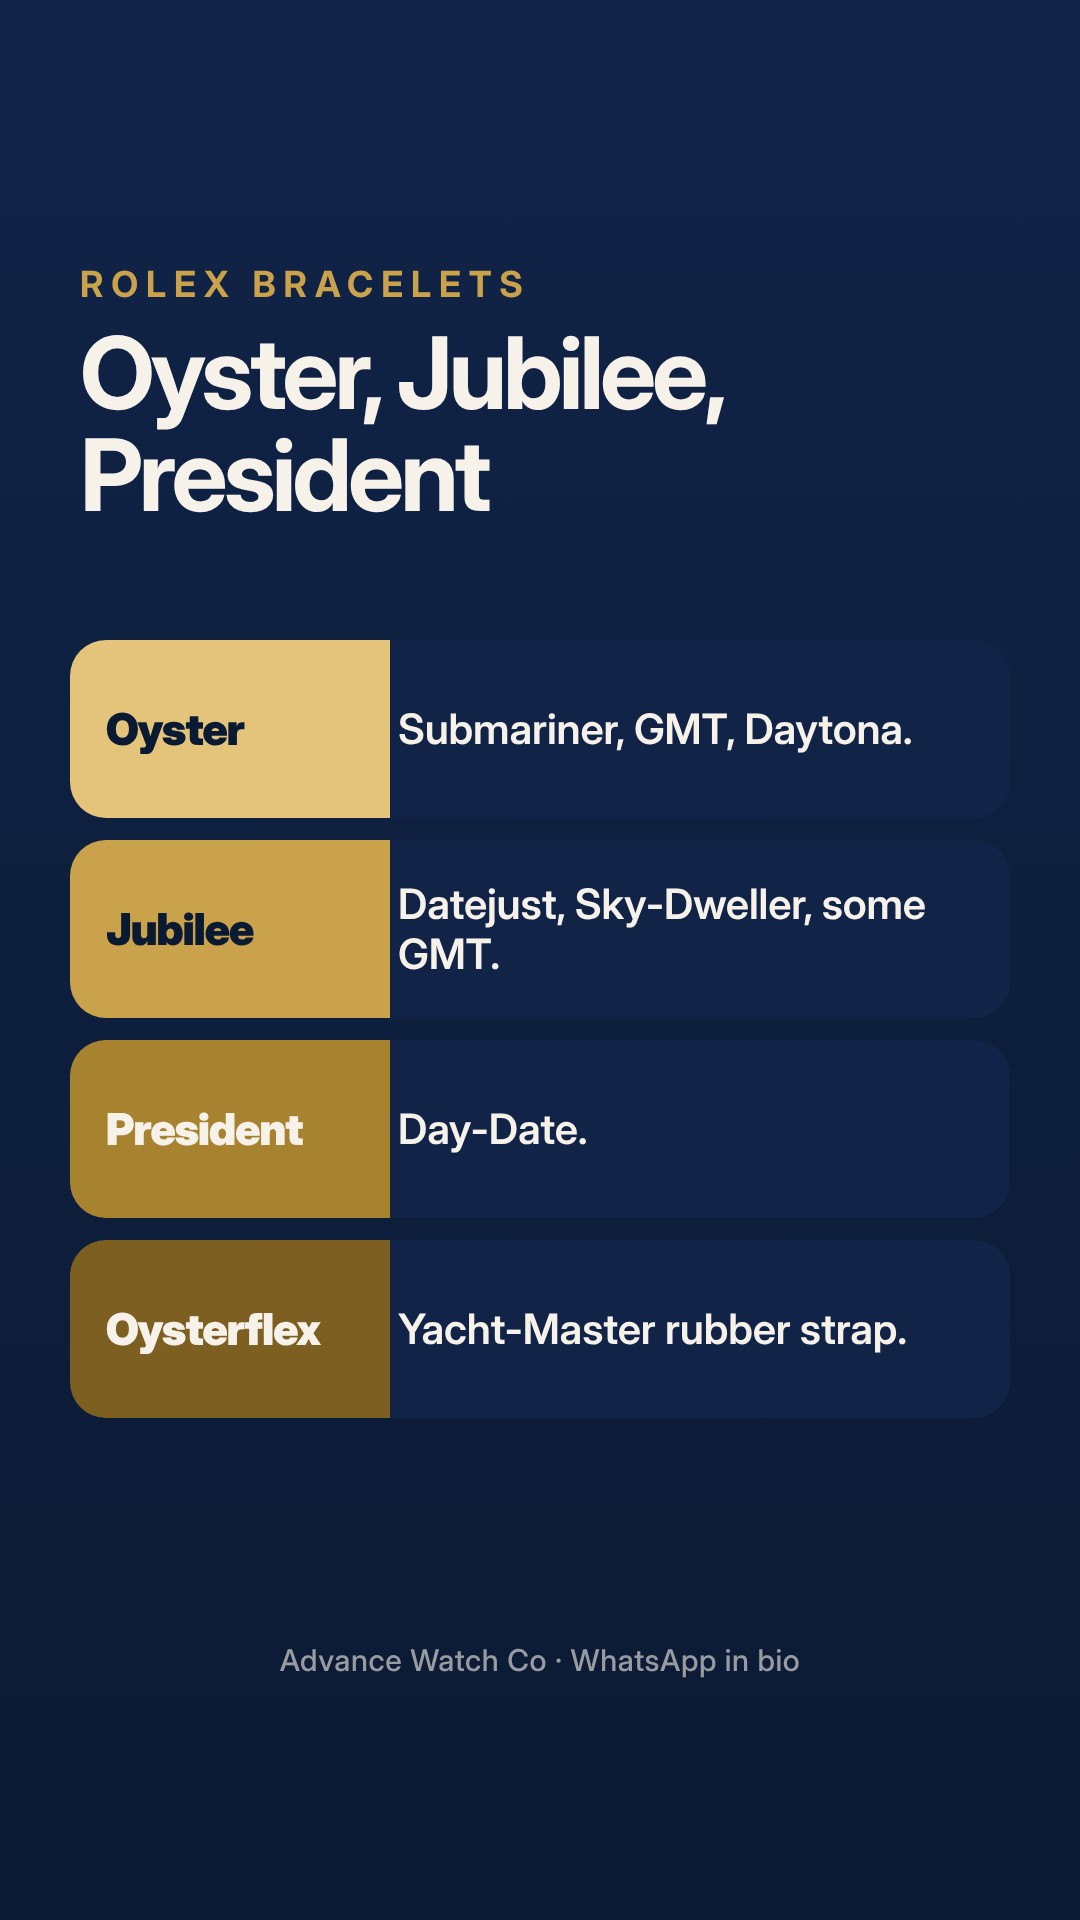 ROLEX BRACELETS
Oyster, Jubilee,
President
Oyster
Submariner, GMT, Daytona.
Jubilee
Datejust, Sky-Dweller, some
GMT.
President
Day-Date.
Oysterflex
Yacht-Master rubber strap.
Advance Watch Co · WhatsApp in bio